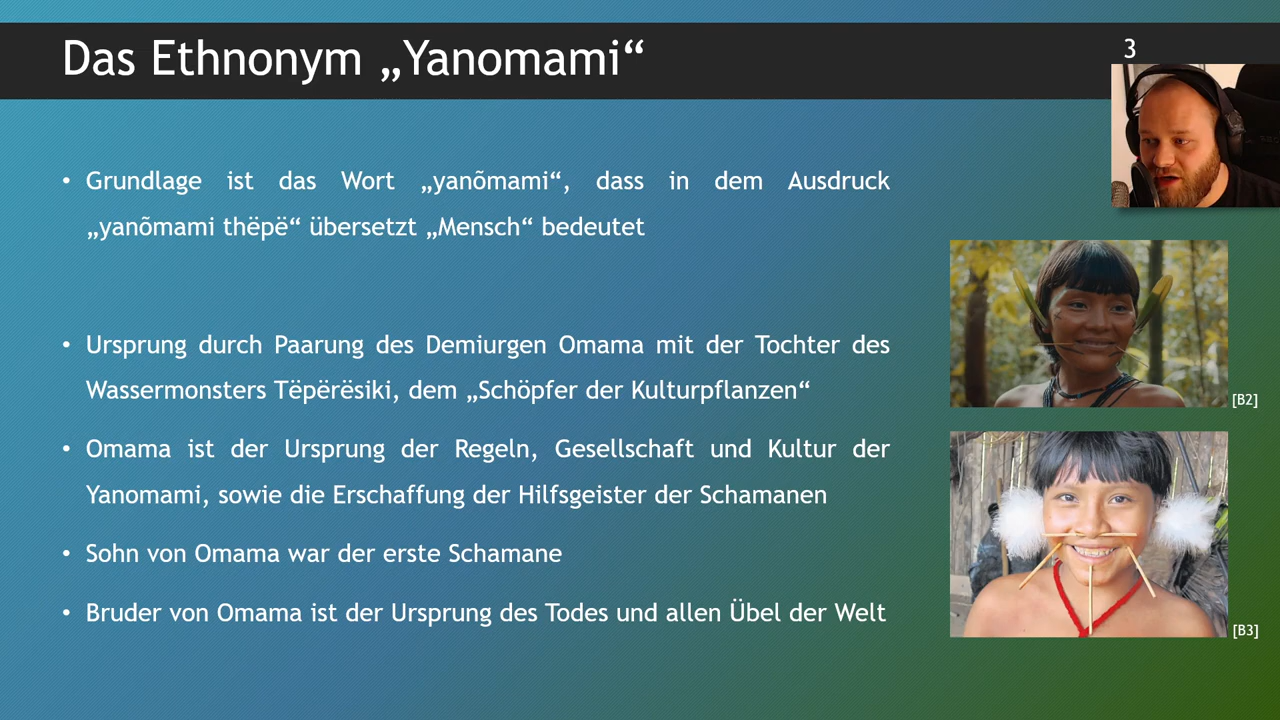 Das Ethnonym „Yanomami“
3
• Grundlage ist das Wort „yanõmami“, dass in dem Ausdruck
„yanõmami thëpë“ übersetzt „Mensch“ bedeutet
• Ursprung durch Paarung des Demiurgen Omama mit der Tochter des
Wassermonsters Tëpërësiki, dem „Schöpfer der Kulturpflanzen“
• Omama ist der Ursprung der Regeln, Gesellschaft und Kultur der
Yanomami, sowie die Erschaffung der Hilfsgeister der Schamanen
• Sohn von Omama war der erste Schamane
• Bruder von Omama ist der Ursprung des Todes und allen Übel der Welt
[B2]
[B3]